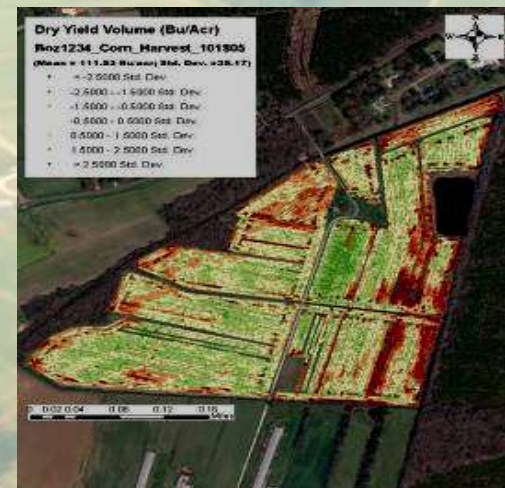 Dry Yield Volume (Bu/Acr)
Boz1234_Corn_Harvest_101805
(Mean = 111.53 Bu/acr) Std. Dev. =35.17)
< -2.5000 Std. Dev.
-2.5000 - -1.5000 Std. Dev.
-1.5000 - -0.5000 Std. Dev.
-0.5000 - 0.5000 Std. Dev.
0.5000 - 1.5000 Std. Dev.
1.5000 - 2.5000 Std. Dev.
> 2.5000 Std. Dev.
N
W
E
S
0 0.02 0.04 0.08 0.12 0.16
Miles